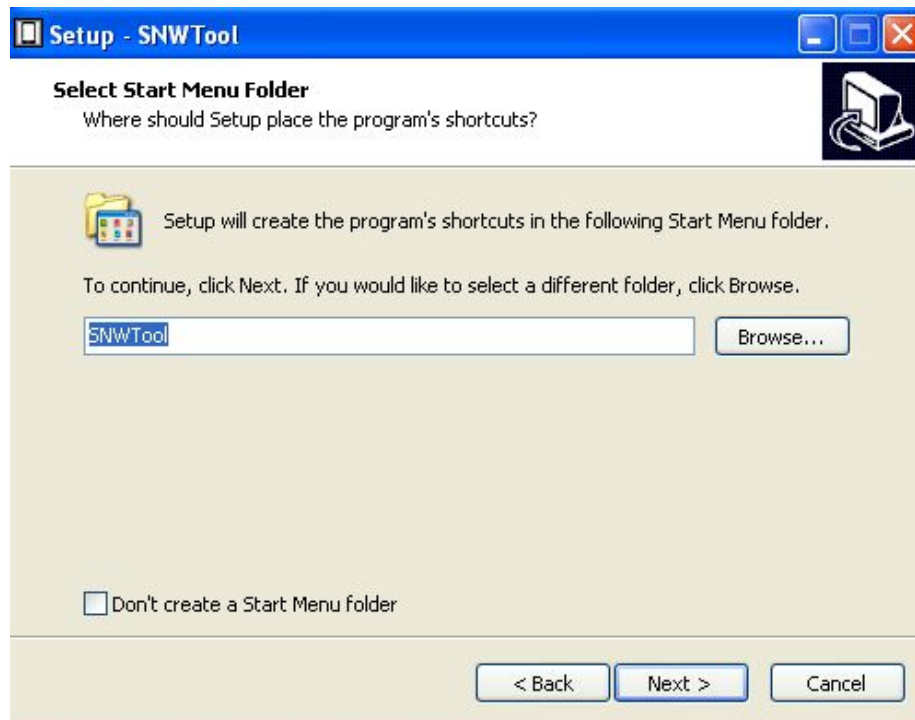 Setup - SNWTool
Select Start Menu Folder
Where should Setup place the program's shortcuts?
Setup will create the program's shortcuts in the following Start Menu folder.
To continue, click Next. If you would like to select a different folder, click Browse.
SNWTool
Browse...
Don't create a Start Menu folder
< Back
Next >
Cancel